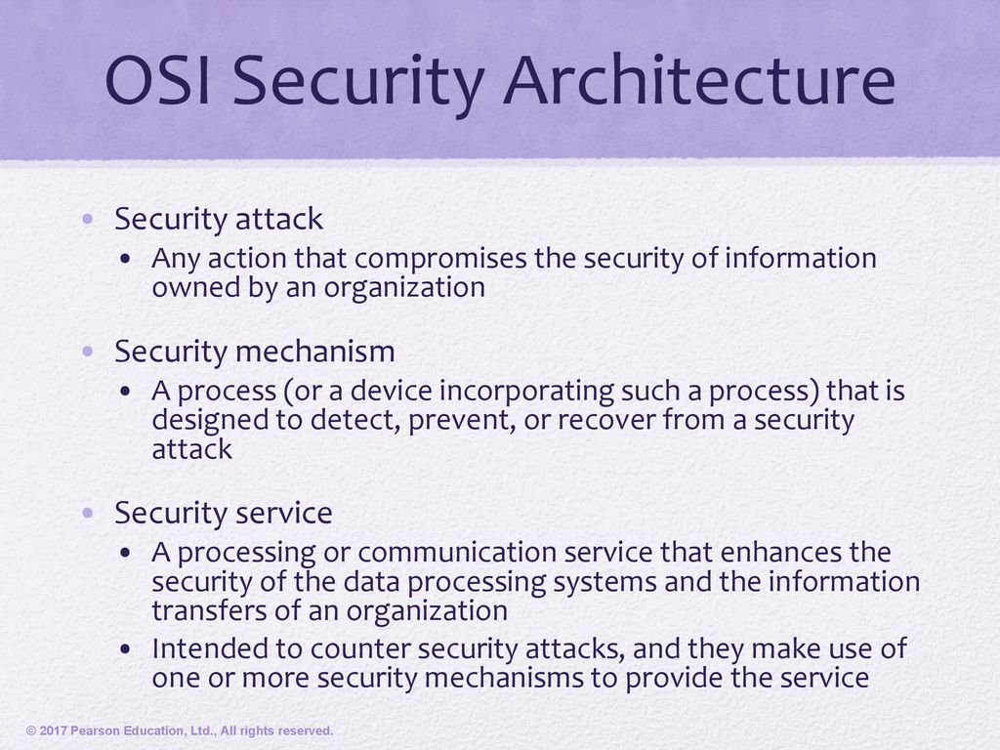 OSI Security Architecture
• Security attack
• Any action that compromises the security of information
owned by an organization
• Security mechanism
• A process (or a device incorporating such a process) that is
designed to detect, prevent, or recover from a security
attack
• Security service
• A processing or communication service that enhances the
security of the data processing systems and the information
transfers of an organization
• Intended to counter security attacks, and they make use of
one or more security mechanisms to provide the service
© 2017 Pearson Education, Ltd., All rights reserved.